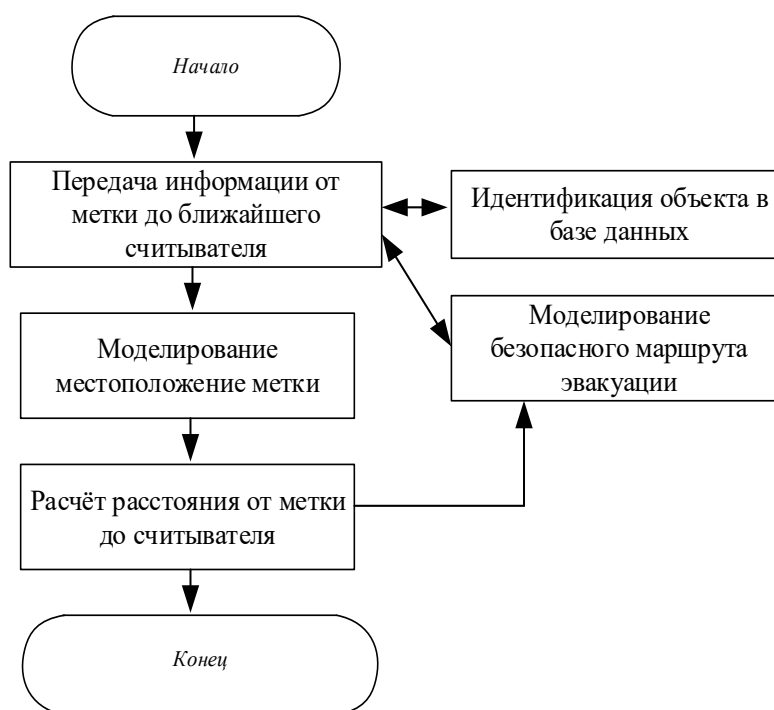 Начало
Передача информации от
метки до ближайшего
считывателя
Идентификация объекта в
базе данных
Моделирование
местоположение метки
Моделирование
безопасного маршрута
эвакуации
Расчёт расстояния от метки
до считывателя
Конец